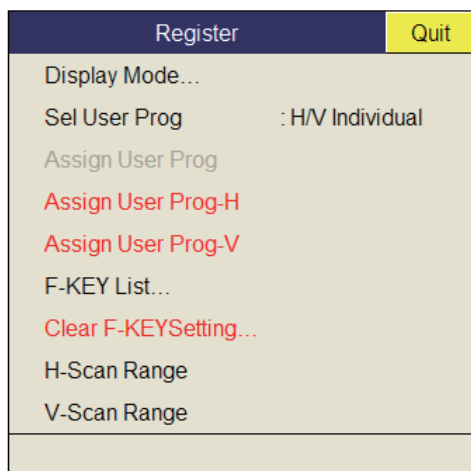 Register Quit
Display Mode...
Sel User Prog : H/V Individual
Assign User Prog
Assign User Prog-H
Assign User Prog-V
F-KEY List...
Clear F-KEYSetting...
H-Scan Range
V-Scan Range